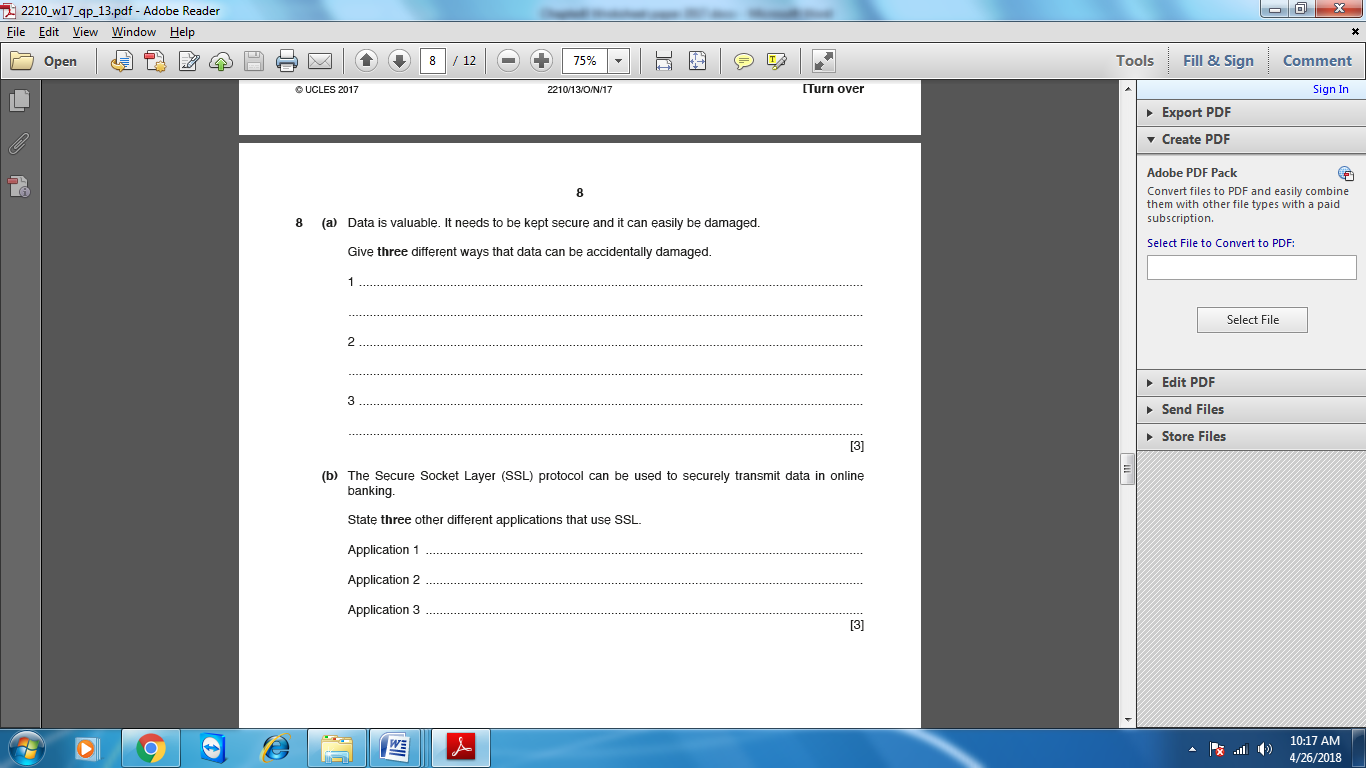 2210_w17_qp_13.pdf - Adobe Reader
File Edit View Window Help
Open 8 / 12 75% Tools Fill & Sign Comment
Sign In
Export PDF
Create PDF
Adobe PDF Pack
Convert files to PDF and easily combine
them with other file types with a paid
subscription.
Select File to Convert to PDF:
Select File
Edit PDF
Send Files
Store Files
© UCLES 2017 2210/13/O/N/17 [Turn over
8
8 (a) Data is valuable. It needs to be kept secure and it can easily be damaged.
Give three different ways that data can be accidentally damaged.
1 ....................................................................................
....................................................................................
2 ....................................................................................
....................................................................................
3 ....................................................................................
....................................................................................
[3]
(b) The Secure Socket Layer (SSL) protocol can be used to securely transmit data in online
banking.
State three other different applications that use SSL.
Application 1 ....................................................................................
Application 2 ....................................................................................
Application 3 ....................................................................................
[3]
10:17 AM
4/26/2018